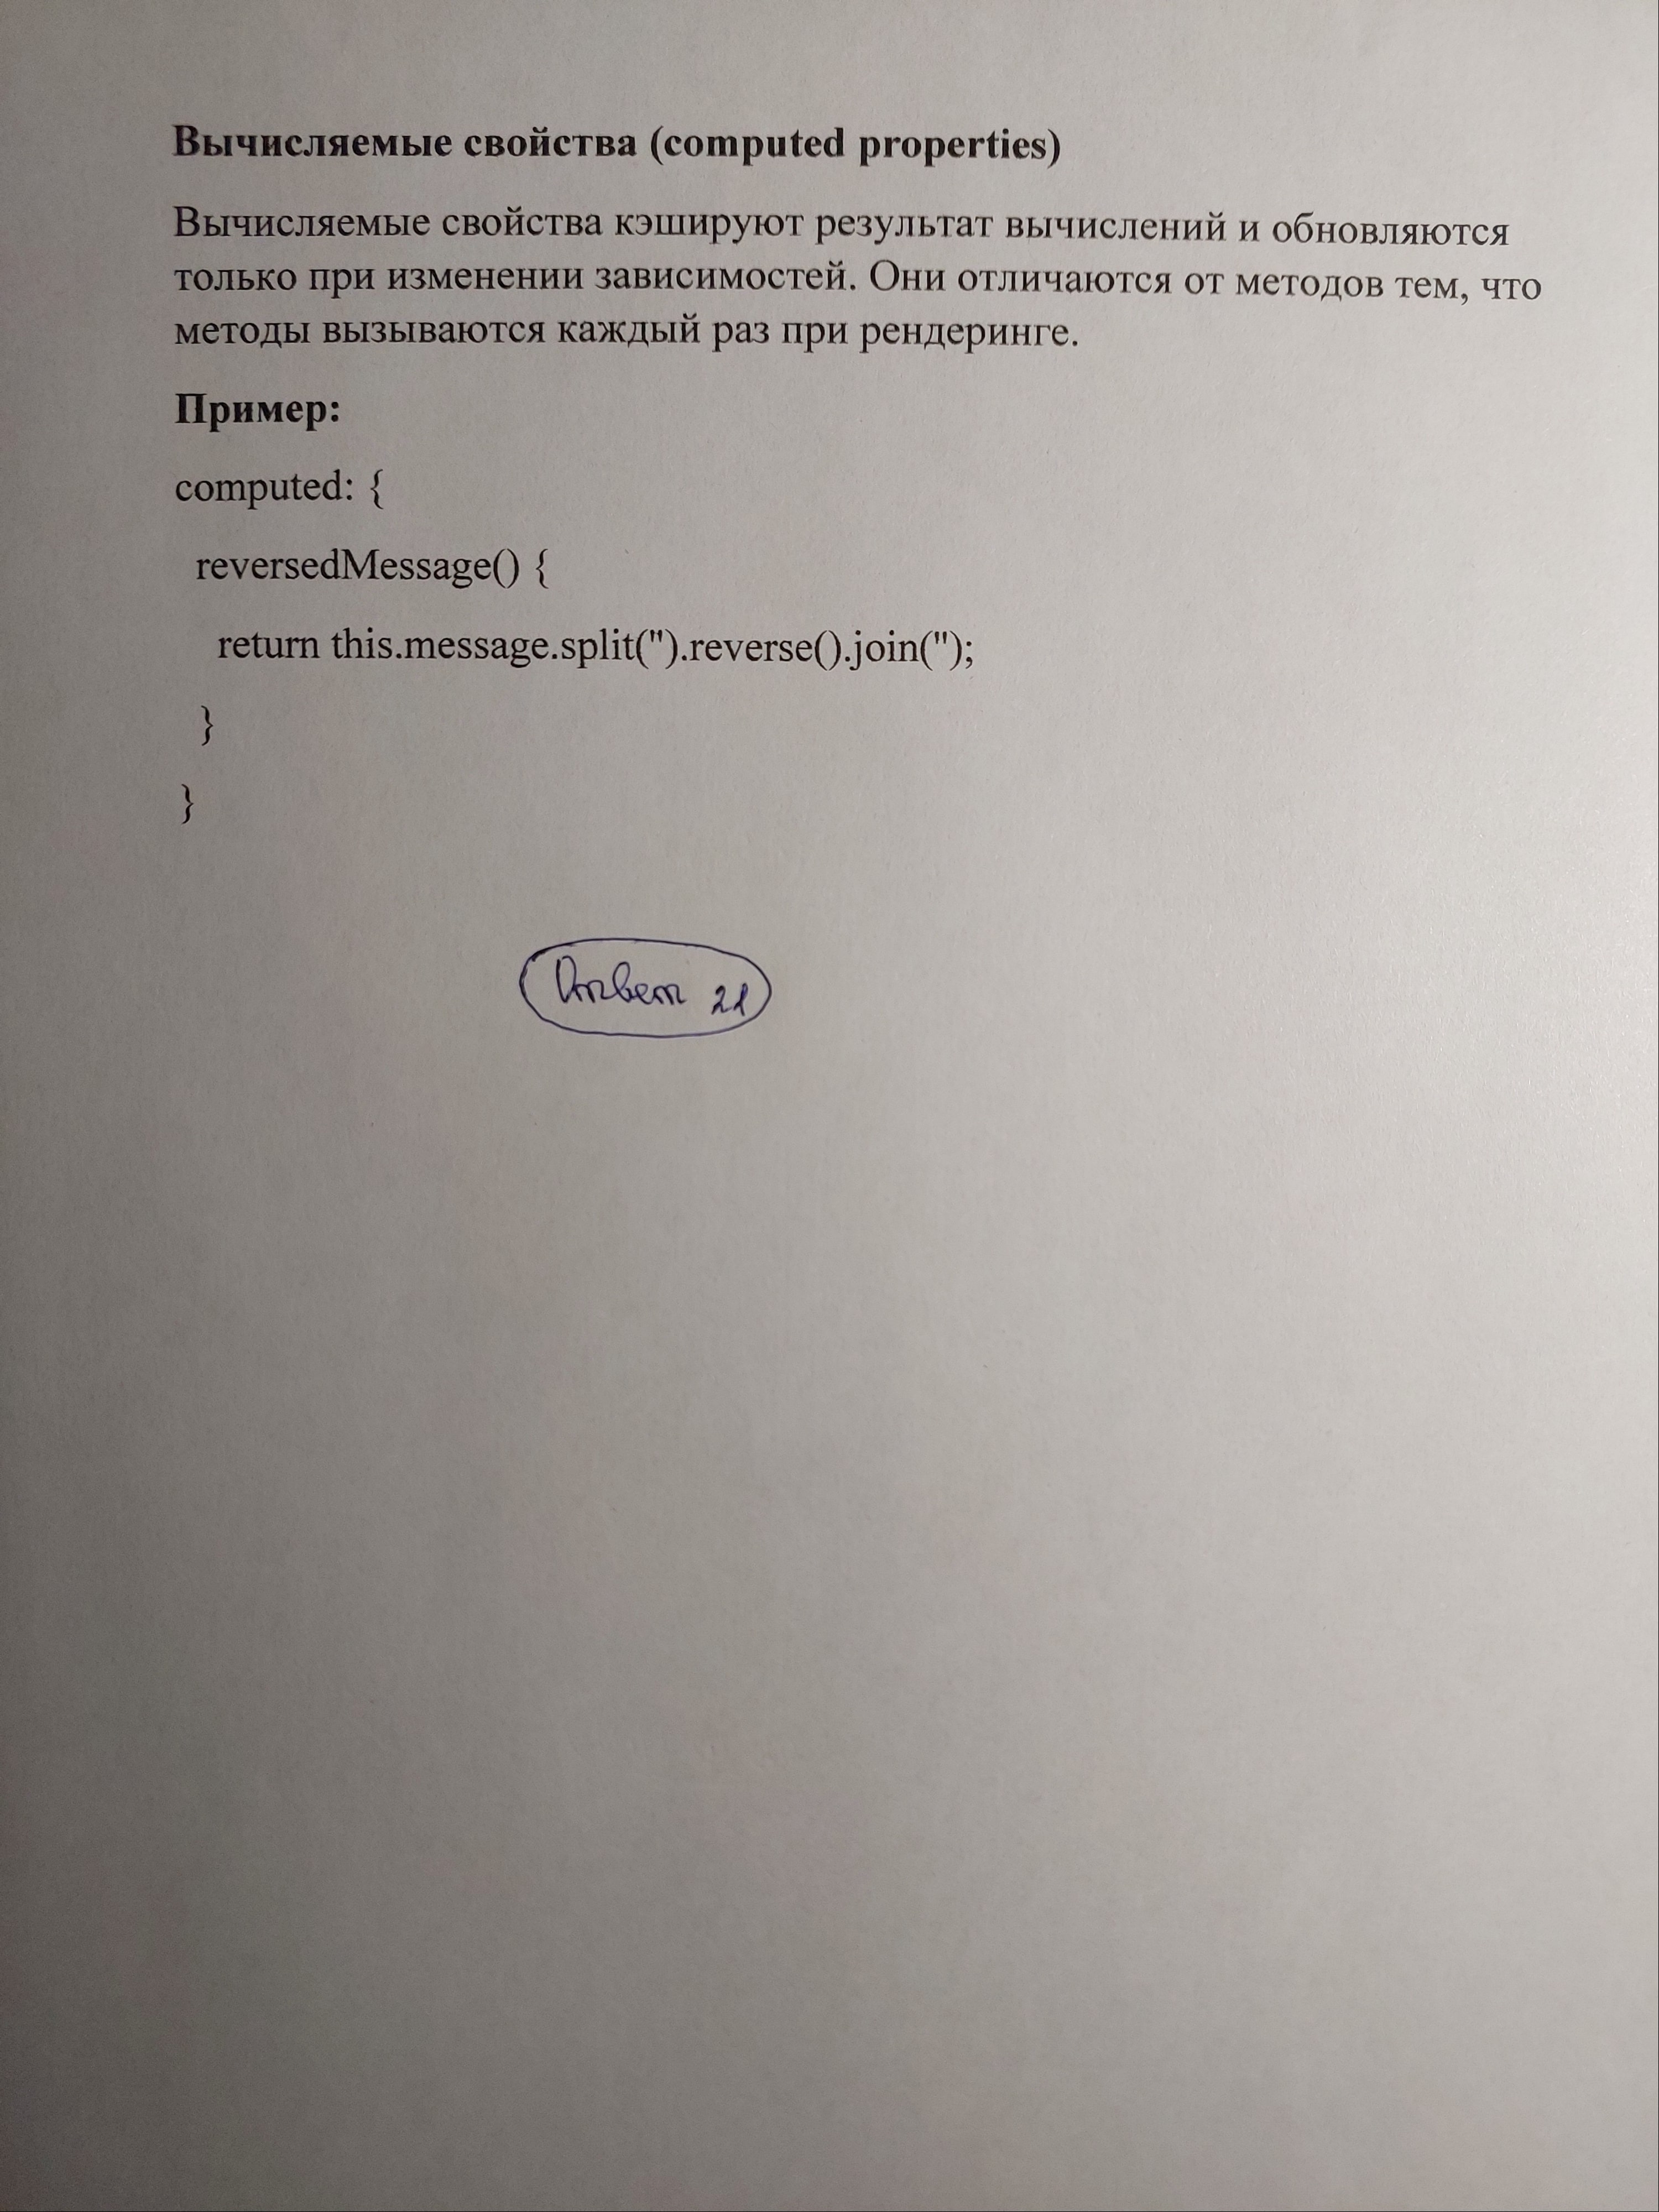 Вычисляемые свойства (computed properties)
Вычисляемые свойства кэшируют результат вычислений и обновляются
только при изменении зависимостей. Они отличаются от методов тем, что
методы вызываются каждый раз при рендеринге.
Пример:
computed: {
reversedMessage() {
return this.message.split('').reverse().join('');
}
}
Ответ 21